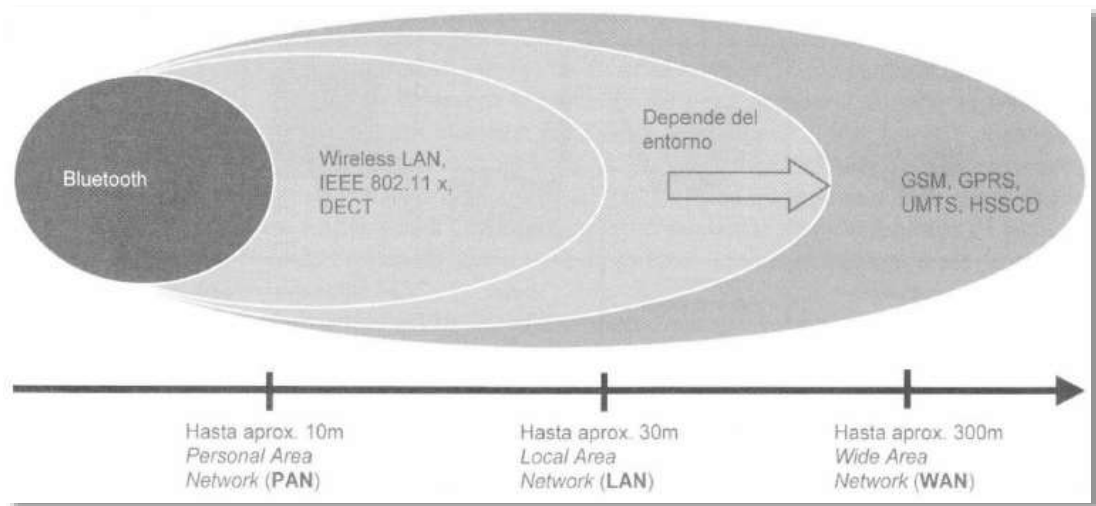 Bluetooth
Wireless LAN,
IEEE 802.11 x,
DECT
Depende del
entorno
GSM, GPRS,
UMTS, HSSCD
Hasta aprox. 10m
Personal Area
Network (PAN)
Hasta aprox. 30m
Local Area
Network (LAN)
Hasta aprox. 300m
Wide Area
Network (WAN)